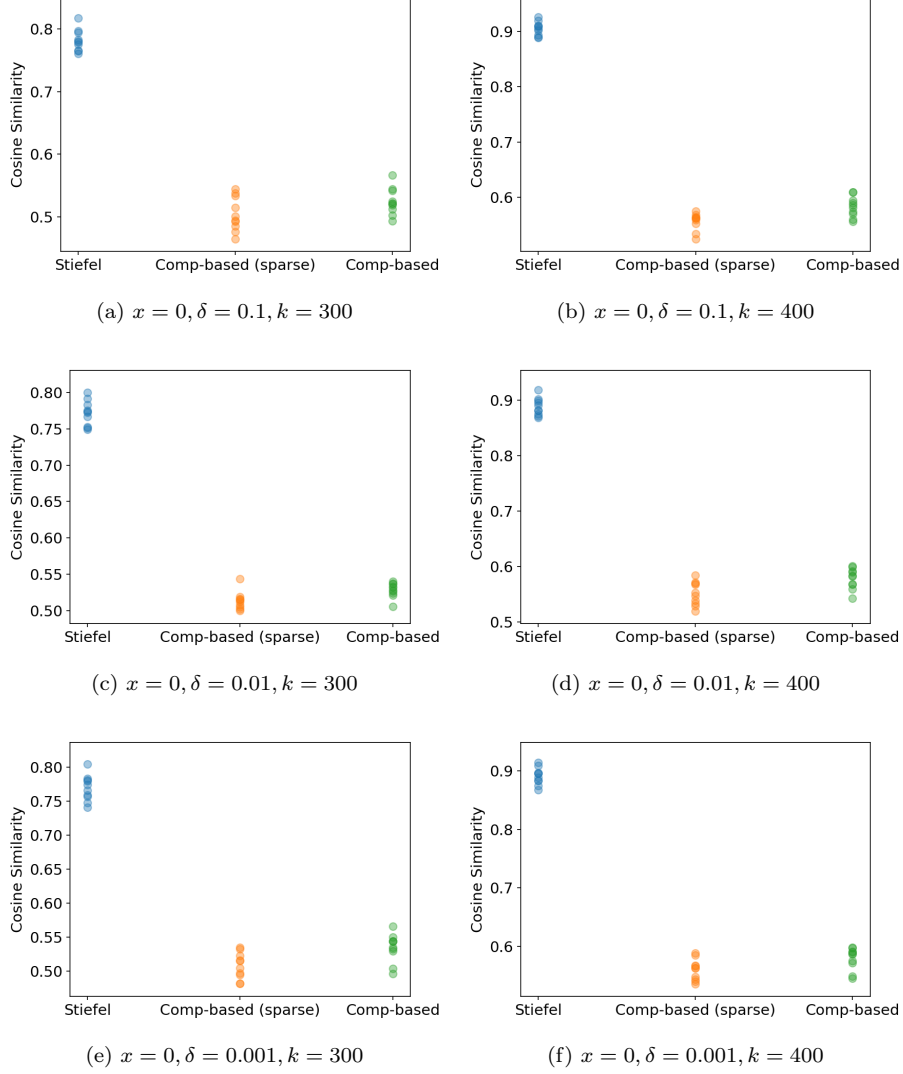 Cosine Similarity
0.8
0.7
0.6
0.5
Stiefel Comp-based (sparse) Comp-based
(a) x = 0, δ = 0.1, k = 300
Cosine Similarity
0.9
0.8
0.7
0.6
Stiefel Comp-based (sparse) Comp-based
(b) x = 0, δ = 0.1, k = 400
Cosine Similarity
0.80
0.75
0.70
0.65
0.60
0.55
0.50
Stiefel Comp-based (sparse) Comp-based
(c) x = 0, δ = 0.01, k = 300
Cosine Similarity
0.9
0.8
0.7
0.6
0.5
Stiefel Comp-based (sparse) Comp-based
(d) x = 0, δ = 0.01, k = 400
Cosine Similarity
0.80
0.75
0.70
0.65
0.60
0.55
0.50
Stiefel Comp-based (sparse) Comp-based
(e) x = 0, δ = 0.001, k = 300
Cosine Similarity
0.9
0.8
0.7
0.6
Stiefel Comp-based (sparse) Comp-based
(f) x = 0, δ = 0.001, k = 400